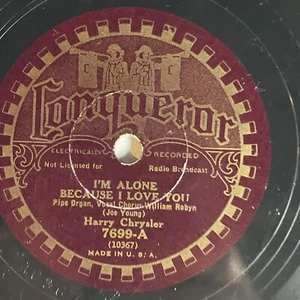 Conqueror
ELECTRICALLY RECORDED
Not Licensed for Radio Broadcast
I'M ALONE
BECAUSE I LOVE YOU
Pipe Organ, Vocal Chorus William Robyn
(Joe Young)
Harry Chrysler
7699-A
(10367)
MADE IN U.S.A.